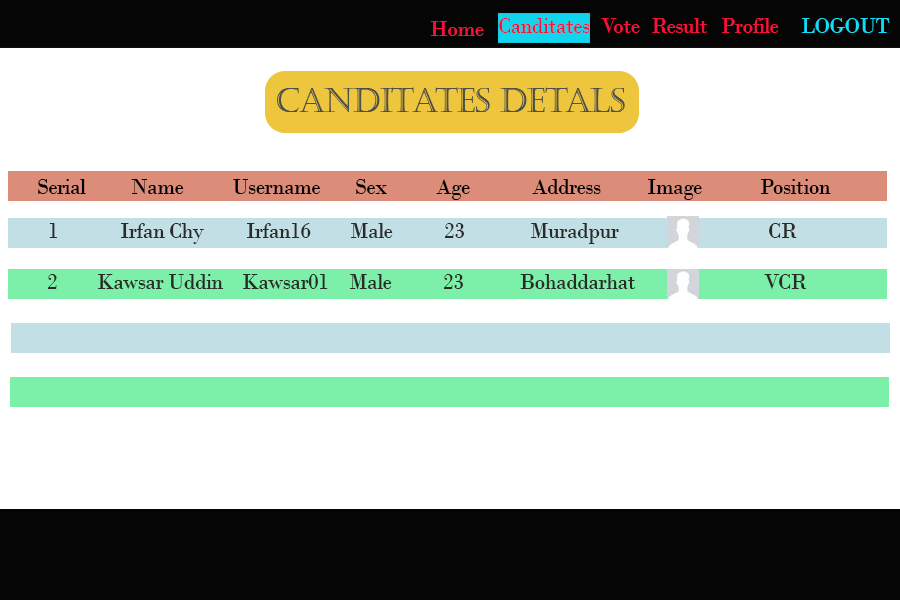 Home Canditates Vote Result Profile LOGOUT
CANDITATES DETALS
Serial Name Username Sex Age Address Image Position
1 Irfan Chy Irfan16 Male 23 Muradpur CR
2 Kawsar Uddin Kawsar01 Male 23 Bohaddarhat VCR